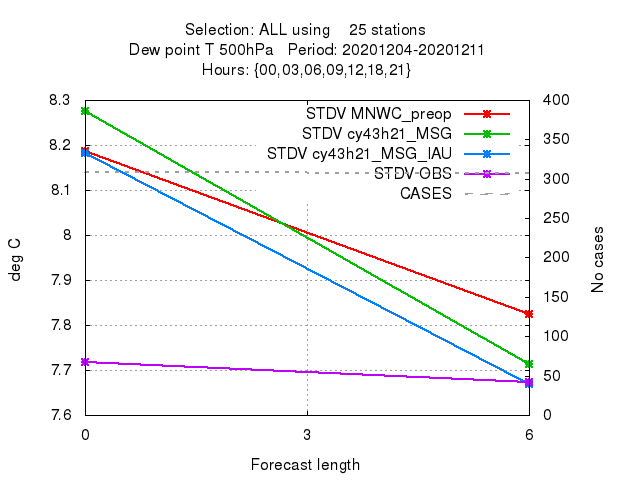 Selection: ALL using    25 stations
Dew point T 500hPa   Period: 20201204-20201211
Hours: {00,03,06,09,12,18,21}
STDV MNWC_preop
STDV cy43h21_MSG
STDV cy43h21_MSG_IAU
STDV OBS
CASES
8.3
8.2
8.1
8
7.9
7.8
7.7
7.6
400
350
300
250
200
150
100
50
0
deg C
No cases
0 3 6
Forecast length